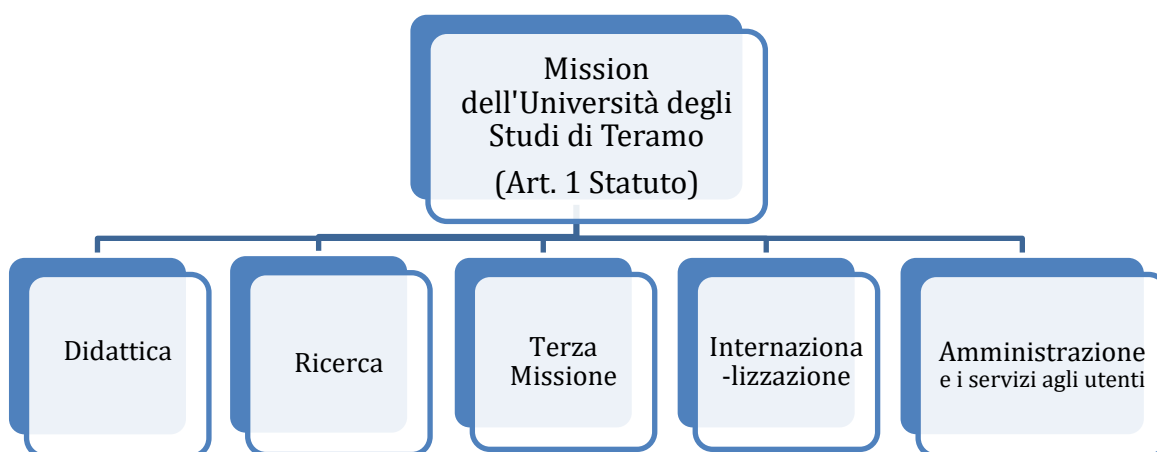 Mission
dell'Università degli
Studi di Teramo
(Art. 1 Statuto)
Didattica
Ricerca
Terza
Missione
Internaziona
-lizzazione
Amministrazione
e i servizi agli utenti